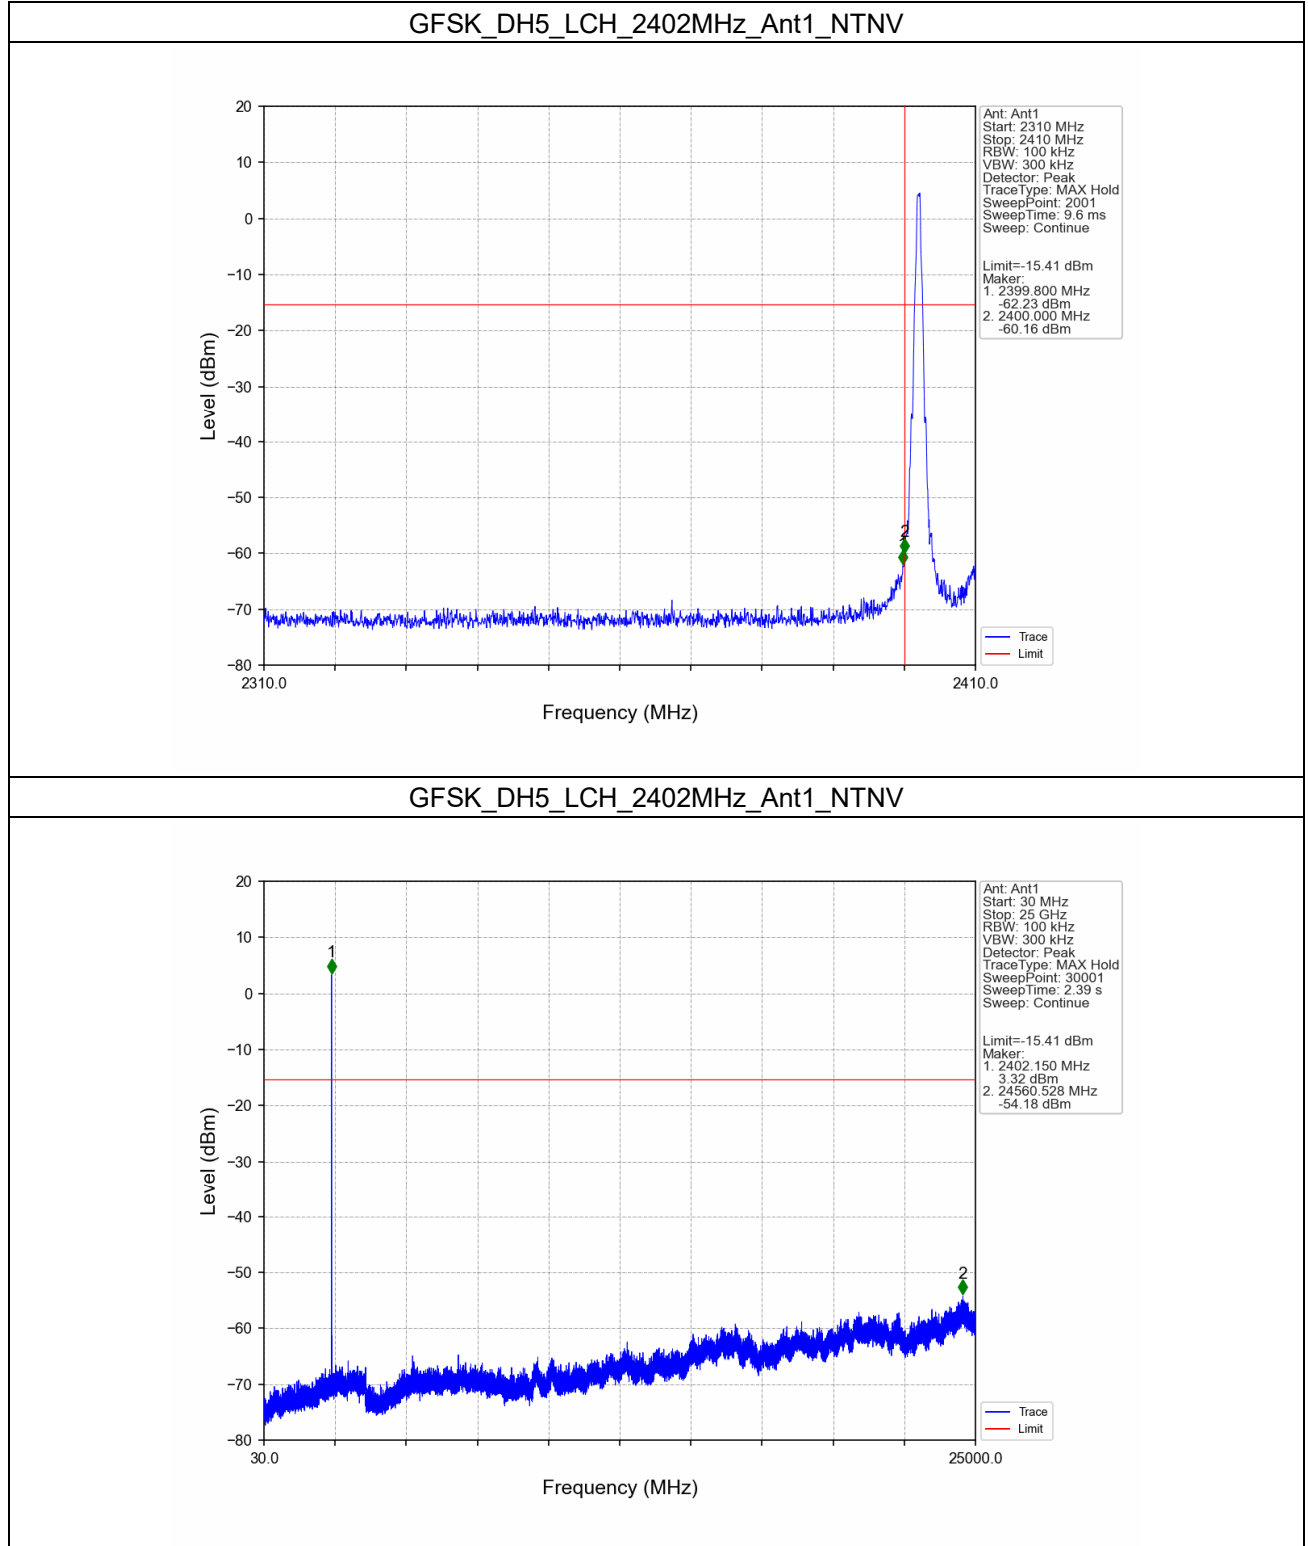 GFSK_DH5_LCH_2402MHz_Ant1_NTNV
20
10
0
−10
−20
−30
−40
−50
−60
−70
−80
Level (dBm)
2310.0
2410.0
Frequency (MHz)
2
Ant: Ant1
Start: 2310 MHz
Stop: 2410 MHz
RBW: 100 kHz
VBW: 300 kHz
Detector: Peak
TraceType: MAX Hold
SweepPoint: 2001
SweepTime: 9.6 ms
Sweep: Continue
Limit=-15.41 dBm
Maker:
1. 2399.800 MHz
-62.23 dBm
2. 2400.000 MHz
-60.16 dBm
Trace
Limit
GFSK_DH5_LCH_2402MHz_Ant1_NTNV
20
10
0
−10
−20
−30
−40
−50
−60
−70
−80
Level (dBm)
30.0
25000.0
Frequency (MHz)
1
2
Ant: Ant1
Start: 30 MHz
Stop: 25 GHz
RBW: 100 kHz
VBW: 300 kHz
Detector: Peak
TraceType: MAX Hold
SweepPoint: 30001
SweepTime: 2.39 s
Sweep: Continue
Limit=-15.41 dBm
Maker:
1. 2402.150 MHz
3.32 dBm
2. 24560.528 MHz
-54.18 dBm
Trace
Limit